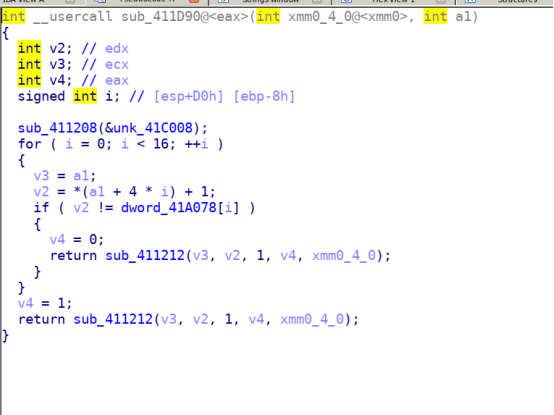 int __usercall sub_411D90@<eax>(int xmm0_4_0@<xmm0>, int a1)
{
int v2; // edx
int v3; // ecx
int v4; // eax
signed int i; // [esp+D0h] [ebp-8h]
sub_411208(&unk_41C008);
for ( i = 0; i < 16; ++i )
{
v3 = a1;
v2 = *(a1 + 4 * i) + 1;
if ( v2 != dword_41A078[i] )
{
v4 = 0;
return sub_411212(v3, v2, 1, v4, xmm0_4_0);
}
}
v4 = 1;
return sub_411212(v3, v2, 1, v4, xmm0_4_0);
}